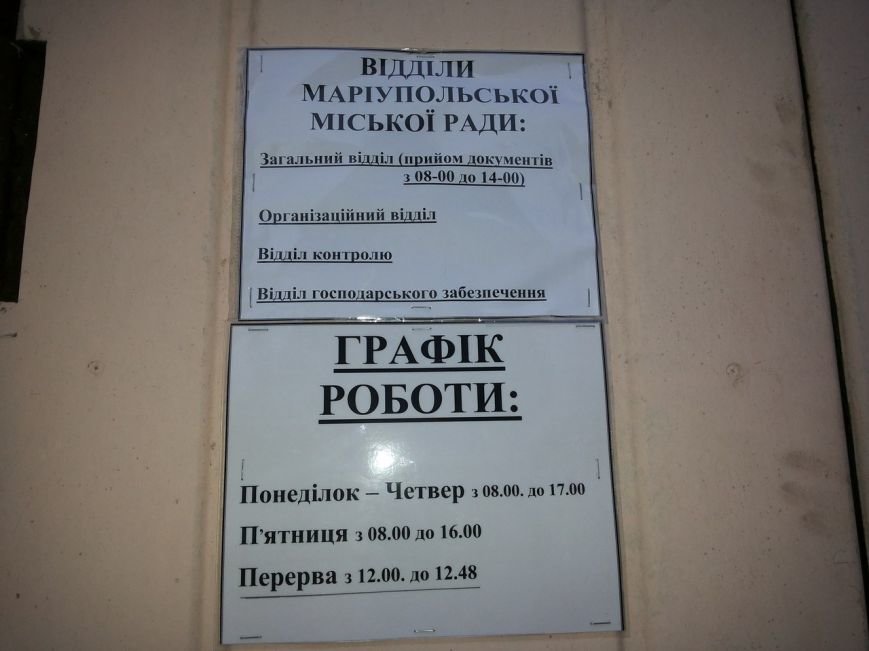 ВІДДІЛИ
МАРІУПОЛЬСЬКОЇ
МІСЬКОЇ РАДИ:
Загальний відділ (прийом документів
з 08-00 до 14-00)
Організаційний відділ
Відділ контролю
Відділ господарського забезпечення
ГРАФІК
РОБОТИ:
Понеділок – Четвер з 08.00. до 17.00
П'ятниця з 08.00 до 16.00
Перерва з 12.00. до 12.48